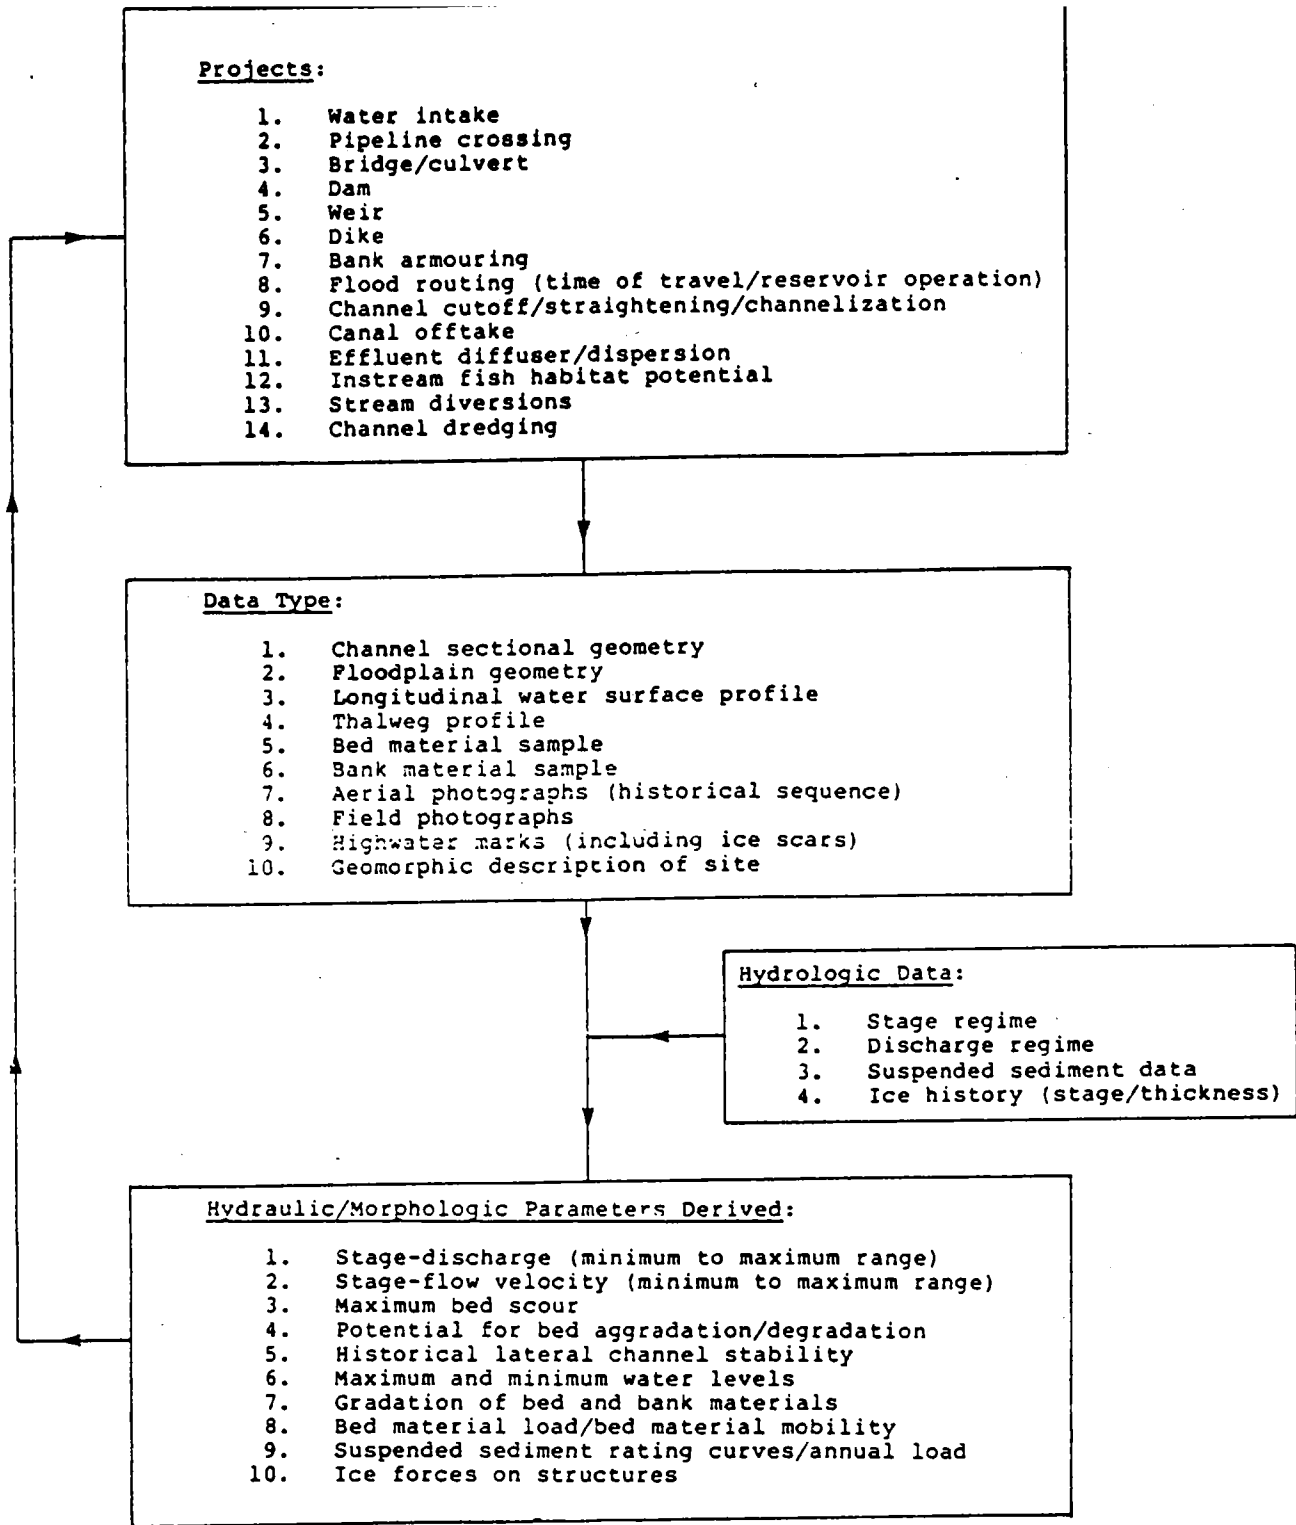 Projects:
1. Water intake
2. Pipeline crossing
3. Bridge/culvert
4. Dam
5. Weir
6. Dike
7. Bank armouring
8. Flood routing (time of travel/reservoir operation)
9. Channel cutoff/straightening/channelization
10. Canal offtake
11. Effluent diffuser/dispersion
12. Instream fish habitat potential
13. Stream diversions
14. Channel dredging
Data Type:
1. Channel sectional geometry
2. Floodplain geometry
3. Longitudinal water surface profile
4. Thalweg profile
5. Bed material sample
6. Bank material sample
7. Aerial photographs (historical sequence)
8. Field photographs
9. Highwater marks (including ice scars)
10. Geomorphic description of site
Hydrologic Data:
1. Stage regime
2. Discharge regime
3. Suspended sediment data
4. Ice history (stage/thickness)
Hydraulic/Morphologic Parameters Derived:
1. Stage-discharge (minimum to maximum range)
2. Stage-flow velocity (minimum to maximum range)
3. Maximum bed scour
4. Potential for bed aggradation/degradation
5. Historical lateral channel stability
6. Maximum and minimum water levels
7. Gradation of bed and bank materials
8. Bed material load/bed material mobility
9. Suspended sediment rating curves/annual load
10. Ice forces on structures